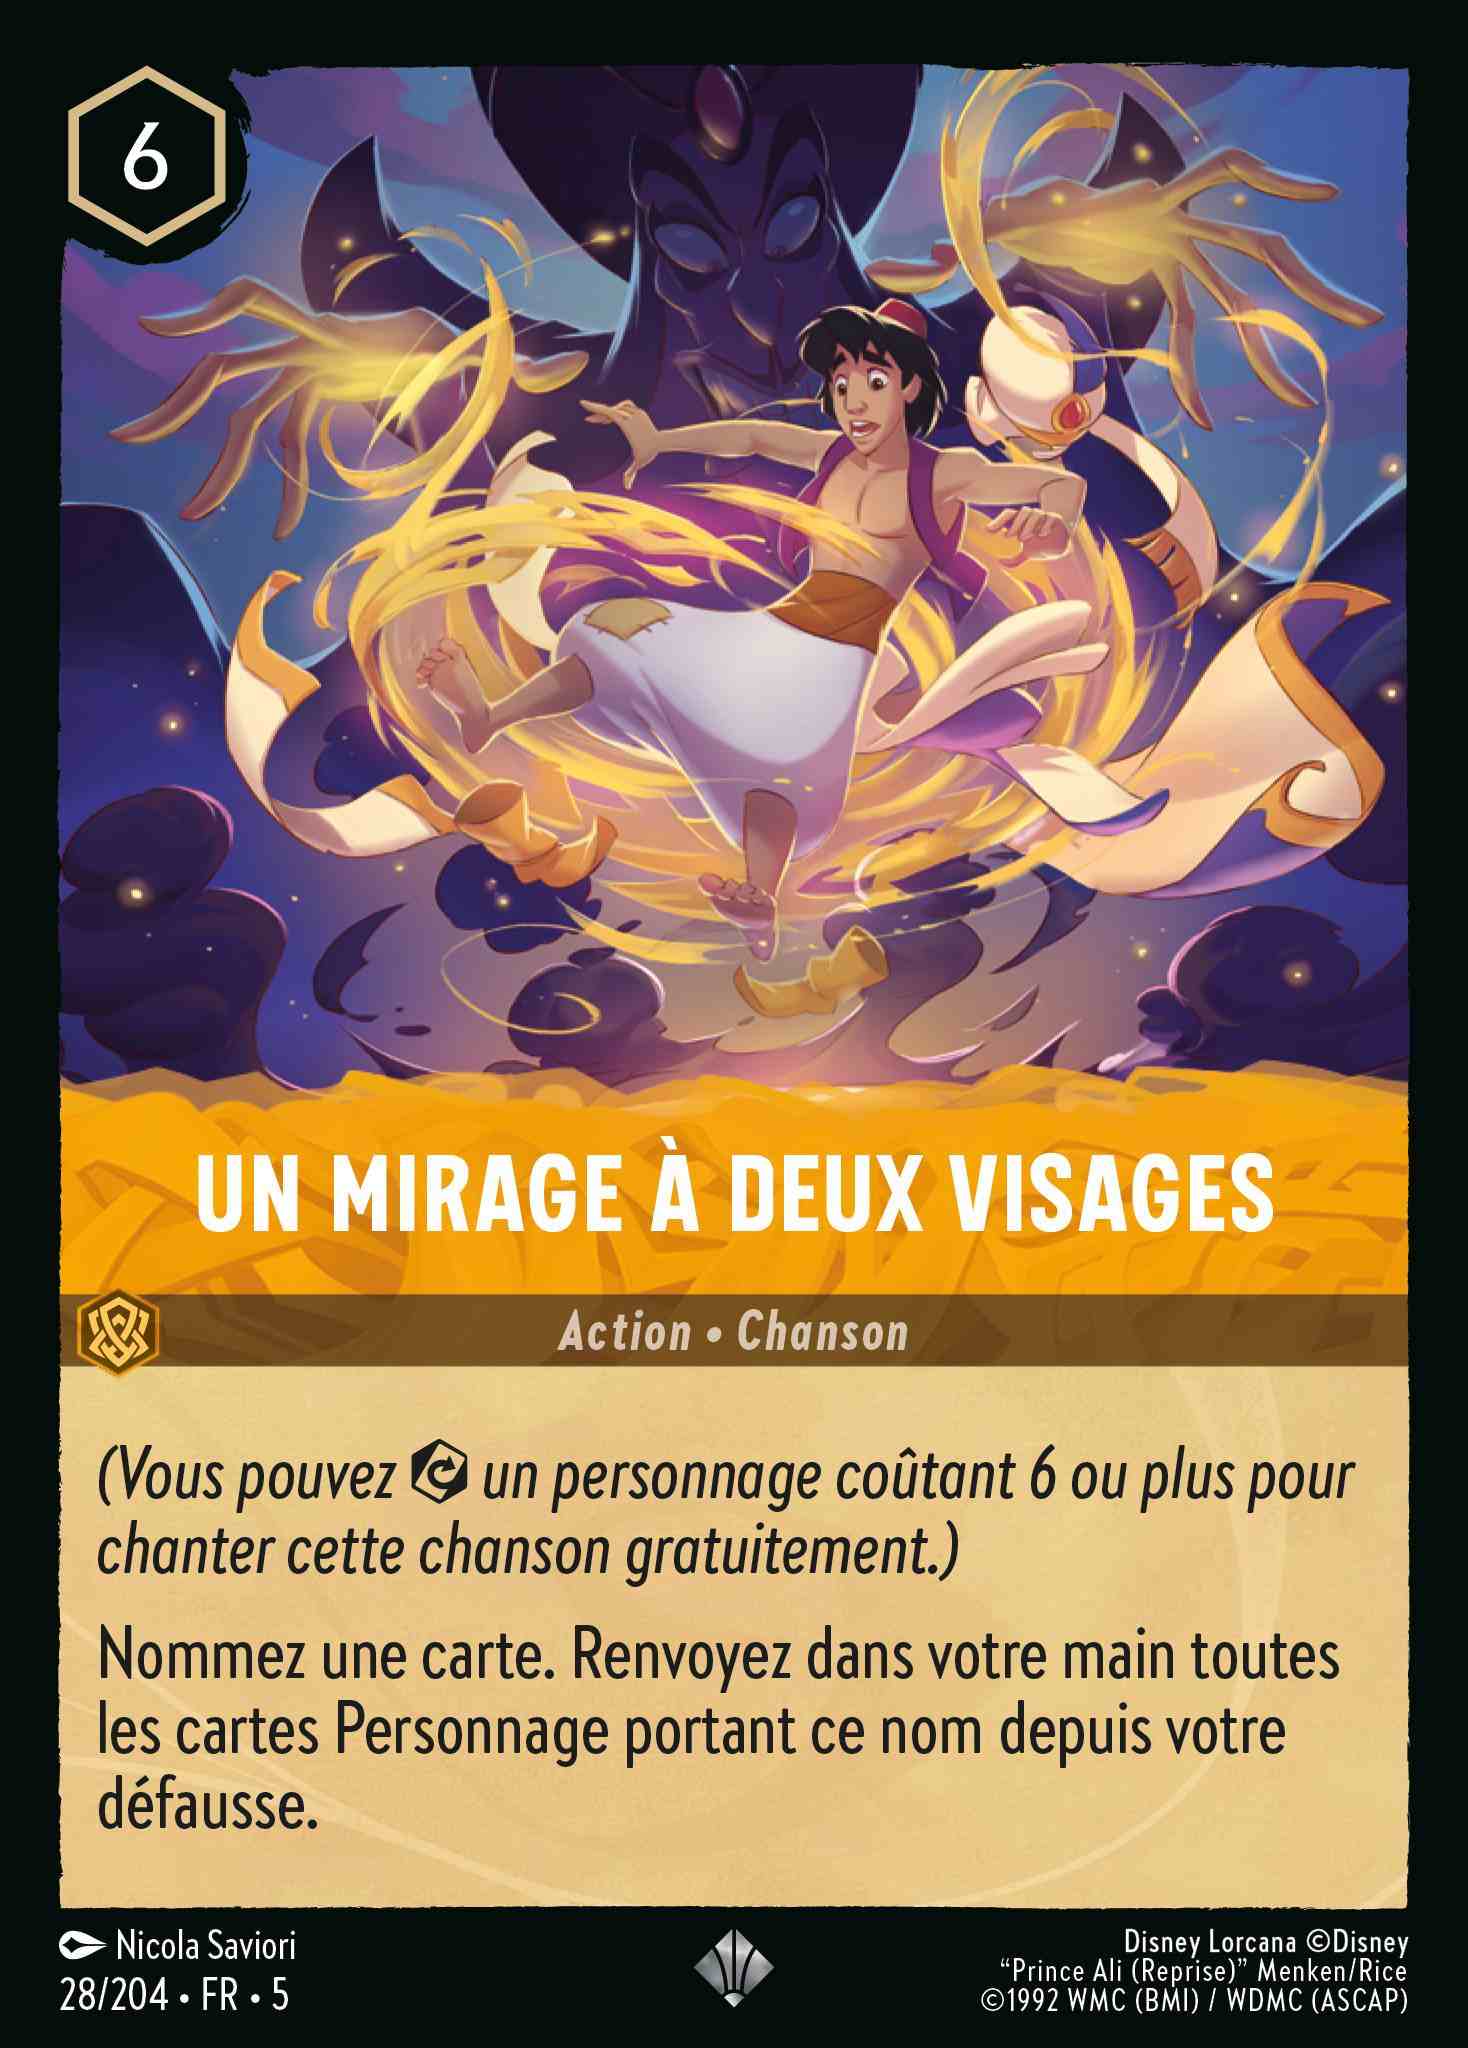 6
UN MIRAGE À DEUX VISAGES
Action • Chanson
(Vous pouvez un personnage coûtant 6 ou plus pour
chanter cette chanson gratuitement.)
Nommez une carte. Renvoyez dans votre main toutes
les cartes Personnage portant ce nom depuis votre
défausse.
Nicola Saviori
28/204 • FR • 5
Disney Lorcana ©Disney
“Prince Ali (Reprise)” Menken/Rice
©1992 WMC (BMI) / WDMC (ASCAP)